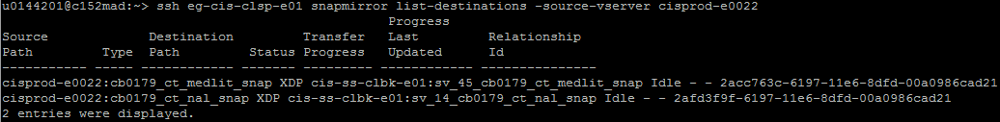 u0144201@c152mad:~> ssh eg-cis-clsp-e01 snapmirror list-destinations -source-vserver cisprod-e0022
Progress
Source Destination Transfer Last Relationship
Path Type Path Status Progress Updated Id
----------- ----- ------------ ------- --------- ------------ ---------------
cisprod-e0022:cb0179_ct_medlit_snap XDP cis-ss-clbk-e01:sv_45_cb0179_ct_medlit_snap Idle - - 2acc763c-6197-11e6-8dfd-00a0986cad21
cisprod-e0022:cb0179_ct_nal_snap XDP cis-ss-clbk-e01:sv_14_cb0179_ct_nal_snap Idle - - 2afd3f9f-6197-11e6-8dfd-00a0986cad21
2 entries were displayed.